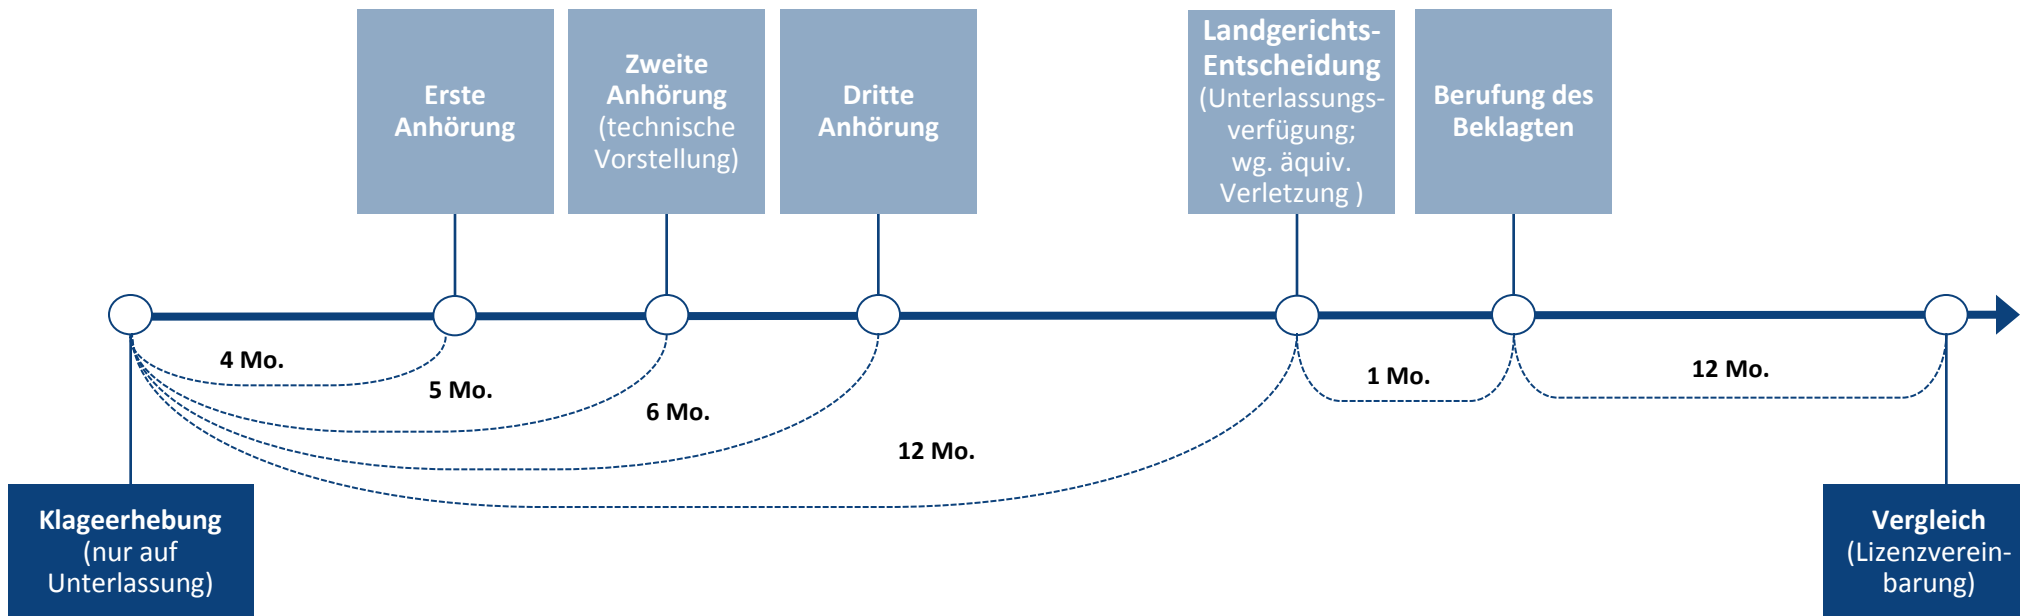 Erste
Anhörung
Zweite
Anhörung
(technische
Vorstellung)
Dritte
Anhörung
Landgerichts-
Entscheidung
(Unterlassungs-
verfügung;
wg. äquiv.
Verletzung )
Berufung des
Beklagten
4 Mo.
5 Mo.
6 Mo.
12 Mo.
1 Mo.
12 Mo.
Klageerhebung
(nur auf
Unterlassung)
Vergleich
(Lizenzverein-
barung)